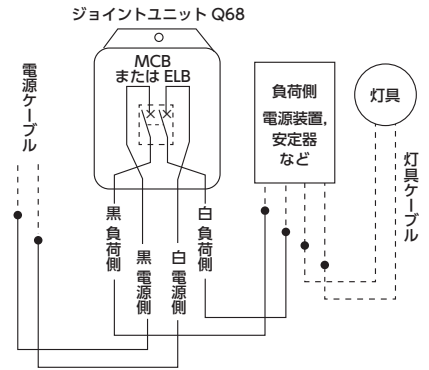 ジョイントユニット Q68
MCB
または ELB
電源ケーブル
負荷側
電源装置,
安定器
など
灯具
灯具ケーブル
黒 負荷側
黒 電源側
白 電源側
白 負荷側